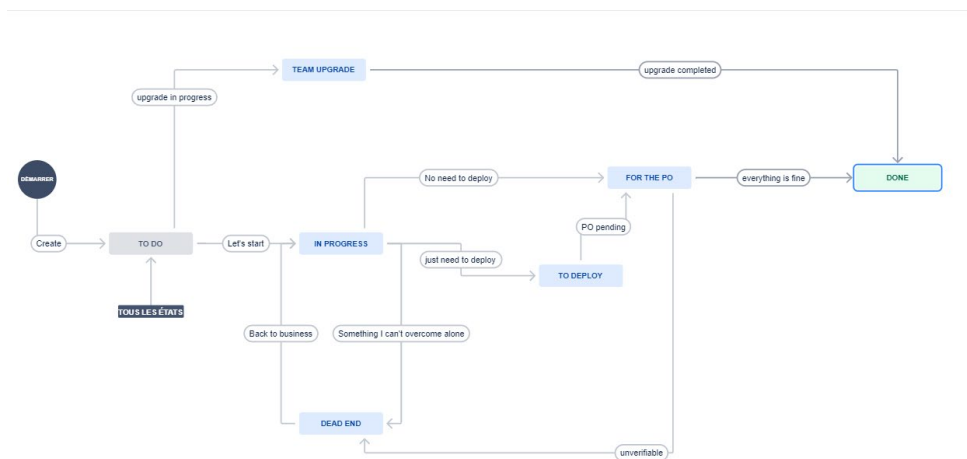 TEAM UPGRADE
upgrade completed
upgrade in progress
DÉMARRER
No need to deploy
FOR THE PO
everything is fine
DONE
PO pending
Create
TO DO
Let's start
IN PROGRESS
just need to deploy
TO DEPLOY
TOUS LES ÉTATS
Back to business
Something I can't overcome alone
DEAD END
unverifiable